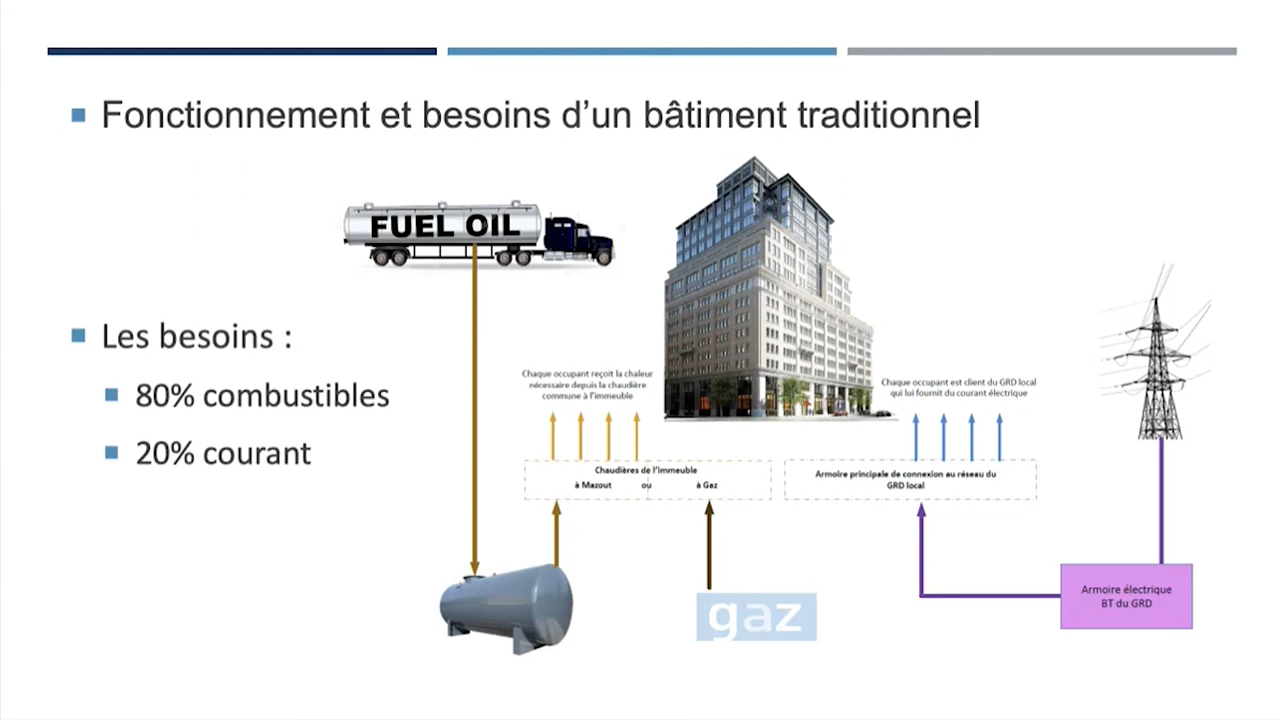 Fonctionnement et besoins d’un bâtiment traditionnel
FUEL OIL
Les besoins :
80% combustibles
20% courant
Chaque occupant reçoit la chaleur
nécessaire depuis la chaudière
commune à l’immeuble
Chaque occupant est client du GRD local
qui lui fournit du courant électrique
Chaudières de l’immeuble
à Mazout ou à Gaz
Armoire principale de connexion au réseau du
GRD local
gaz
Armoire électrique
BT du GRD